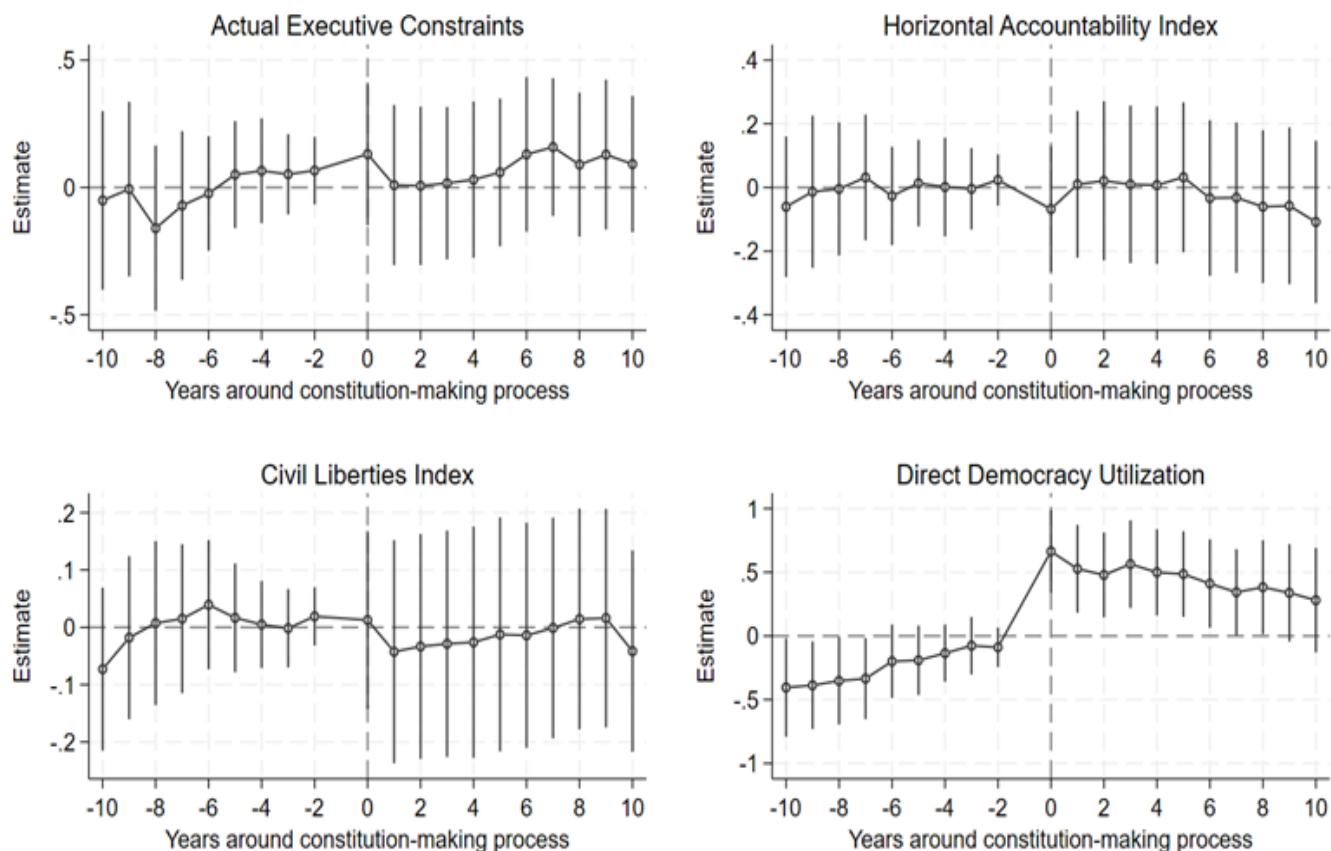 Actual Executive Constraints
Estimate
.5
0
-.5
-10 -8 -6 -4 -2 0 2 4 6 8 10
Years around constitution-making process
Horizontal Accountability Index
Estimate
.4
.2
0
-.2
-.4
-10 -8 -6 -4 -2 0 2 4 6 8 10
Years around constitution-making process
Civil Liberties Index
Estimate
.2
.1
0
-.1
-.2
-10 -8 -6 -4 -2 0 2 4 6 8 10
Years around constitution-making process
Direct Democracy Utilization
Estimate
1
.5
0
-.5
-1
-10 -8 -6 -4 -2 0 2 4 6 8 10
Years around constitution-making process